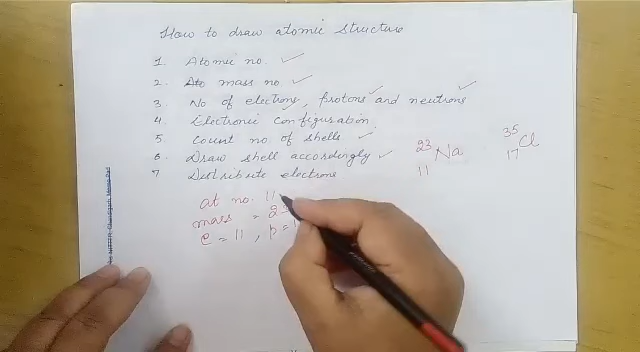 How to draw atomic structure
1. Atomic no.
2. mass no.
3 No of electrons, protons and neutrons
4. Electronic configuration
5 Count no. of shells
6 Draw shell accordingly
7 Distribute electrons
23
Na
11
35
Cl
17
at no. 11
mass = 23
e = 11, p = 1